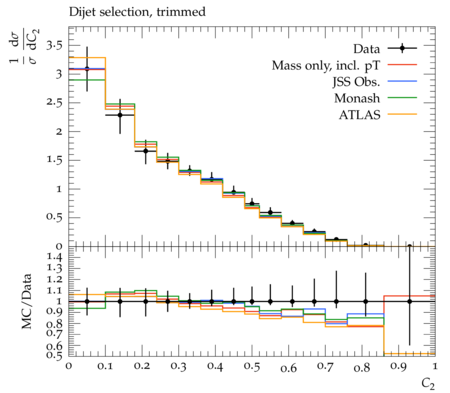 Dijet selection, trimmed
1/σ dσ/dC₂
3.5
3
2.5
2
1.5
1
0.5
0
Data
Mass only, incl. pT
JSS Obs.
Monash
ATLAS
MC/Data
1.4
1.3
1.2
1.1
1.0
0.9
0.8
0.7
0.6
0.5
0 0.1 0.2 0.3 0.4 0.5 0.6 0.7 0.8 0.9 1
C₂